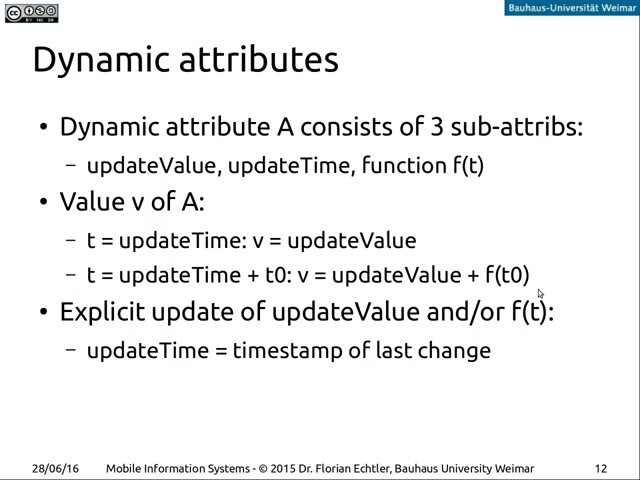 Bauhaus-Universität Weimar
Dynamic attributes
• Dynamic attribute A consists of 3 sub-attribs:
– updateValue, updateTime, function f(t)
• Value v of A:
– t = updateTime: v = updateValue
– t = updateTime + t0: v = updateValue + f(t0)
• Explicit update of updateValue and/or f(t):
– updateTime = timestamp of last change
28/06/16 Mobile Information Systems - © 2015 Dr. Florian Echtler, Bauhaus University Weimar 12